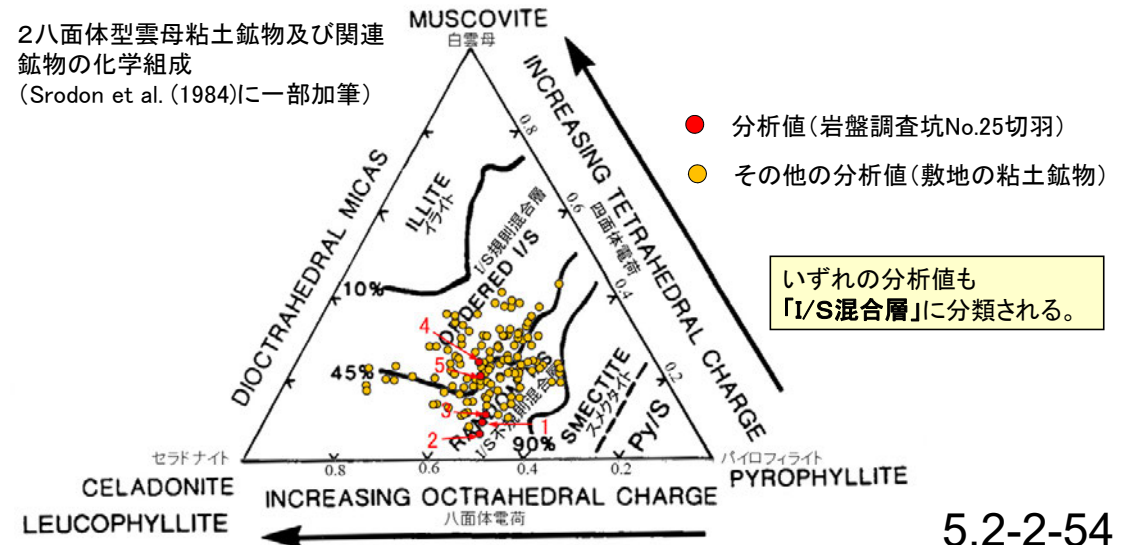 ２八面体型雲母粘土鉱物及び関連
鉱物の化学組成
（Srodon et al. (1984)に一部加筆）
MUSCOVITE
白雲母
INCREASING TETRAHEDRAL CHARGE
四面体電荷
0.8
0.6
0.4
0.2
DIOCTRAHEDRAL MICAS
ILLITE
イライト
I/S規則混合層
ORDERED I/S
10%
45%
90%
4
5
3
2
1
I/S不規則混合層
SMECTITE
スメクタイト
Py/S
セラドナイト
CELADONITE
LEUCOPHYLLITE
0.8
0.6
0.4
0.2
パイロフィライト
PYROPHYLLITE
INCREASING OCTRAHEDRAL CHARGE
八面体電荷
分析値（岩盤調査坑No.25切羽）
その他の分析値（敷地の粘土鉱物）
いずれの分析値も
「I/S混合層」に分類される。
5.2-2-54